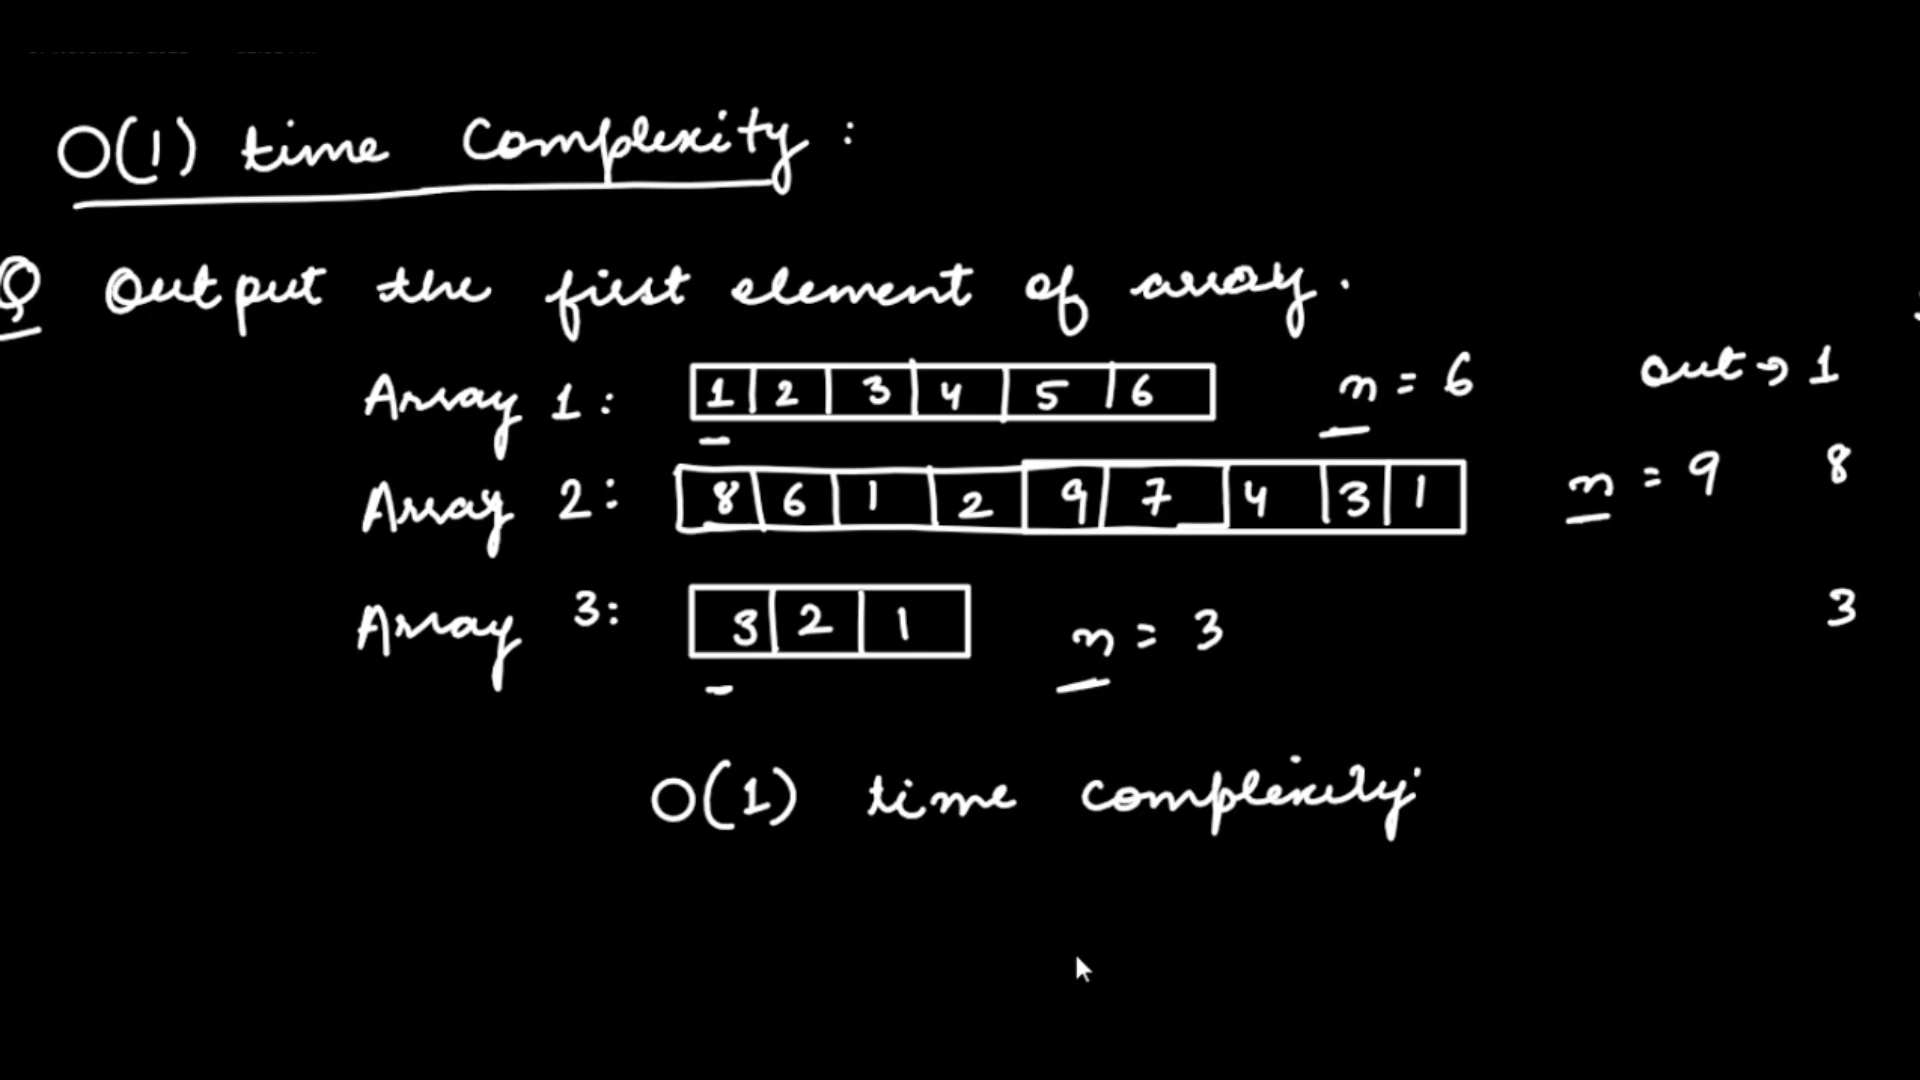 O(1) time Complexity:
Q Output the first element of array.
Array 1: 1 2 3 4 5 6 n = 6 out → 1
Array 2: 8 6 1 2 9 7 4 3 1 n = 9 8
Array 3: 3 2 1 n = 3 3
O(1) time complexity